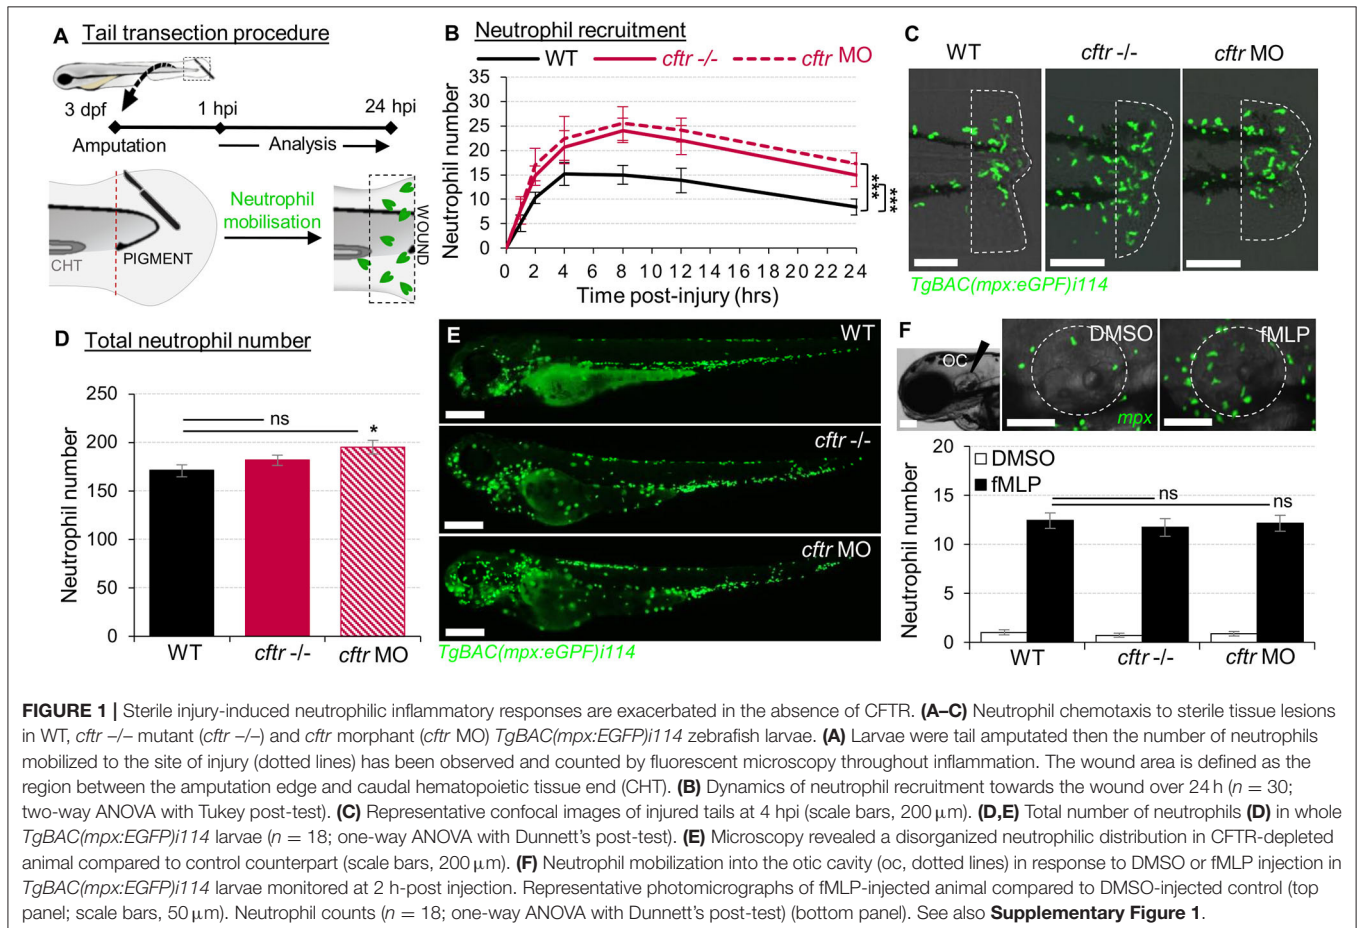 A Tail transection procedure
3 dpf 1 hpi 24 hpi
Amputation Analysis
Neutrophil
mobilisation
CHT
PIGMENT
WOUND
B Neutrophil recruitment
WT cftr -/- cftr MO
Neutrophil number
35
30
25
20
15
10
5
0
***
***
0 2 4 6 8 10 12 14 16 18 20 22 24
Time post-injury (hrs)
C
WT cftr -/- cftr MO
TgBAC(mpx:eGPF)i114
D Total neutrophil number
Neutrophil number
250
200
150
100
50
0
ns
*
WT cftr -/- cftr MO
E
WT
cftr -/-
cftr MO
TgBAC(mpx:eGPF)i114
F
OC
DMSO
mpx
fMLP
DMSO
fMLP
Neutrophil number
15
12
9
6
3
0
ns
ns
WT cftr -/- cftr MO
FIGURE 1 | Sterile injury-induced neutrophilic inflammatory responses are exacerbated in the absence of CFTR. (A–C) Neutrophil chemotaxis to sterile tissue lesions
in WT, cftr −/− mutant (cftr −/−) and cftr morphant (cftr MO) TgBAC(mpx:EGFP)i114 zebrafish larvae. (A) Larvae were tail amputated then the number of neutrophils
mobilized to the site of injury (dotted lines) has been observed and counted by fluorescent microscopy throughout inflammation. The wound area is defined as the
region between the amputation edge and caudal hematopoietic tissue end (CHT). (B) Dynamics of neutrophil recruitment towards the wound over 24 h (n = 30;
two-way ANOVA with Tukey post-test). (C) Representative confocal images of injured tails at 4 hpi (scale bars, 200 μm). (D,E) Total number of neutrophils (D) in whole
TgBAC(mpx:EGFP)i114 larvae (n = 18; one-way ANOVA with Dunnett's post-test). (E) Microscopy revealed a disorganized neutrophilic distribution in CFTR-depleted
animal compared to control counterpart (scale bars, 200 μm). (F) Neutrophil mobilization into the otic cavity (oc, dotted lines) in response to DMSO or fMLP injection in
TgBAC(mpx:EGFP)i114 larvae monitored at 2 h-post injection. Representative photomicrographs of fMLP-injected animal compared to DMSO-injected control (top
panel; scale bars, 50 μm). Neutrophil counts (n = 18; one-way ANOVA with Dunnett's post-test) (bottom panel). See also Supplementary Figure 1.